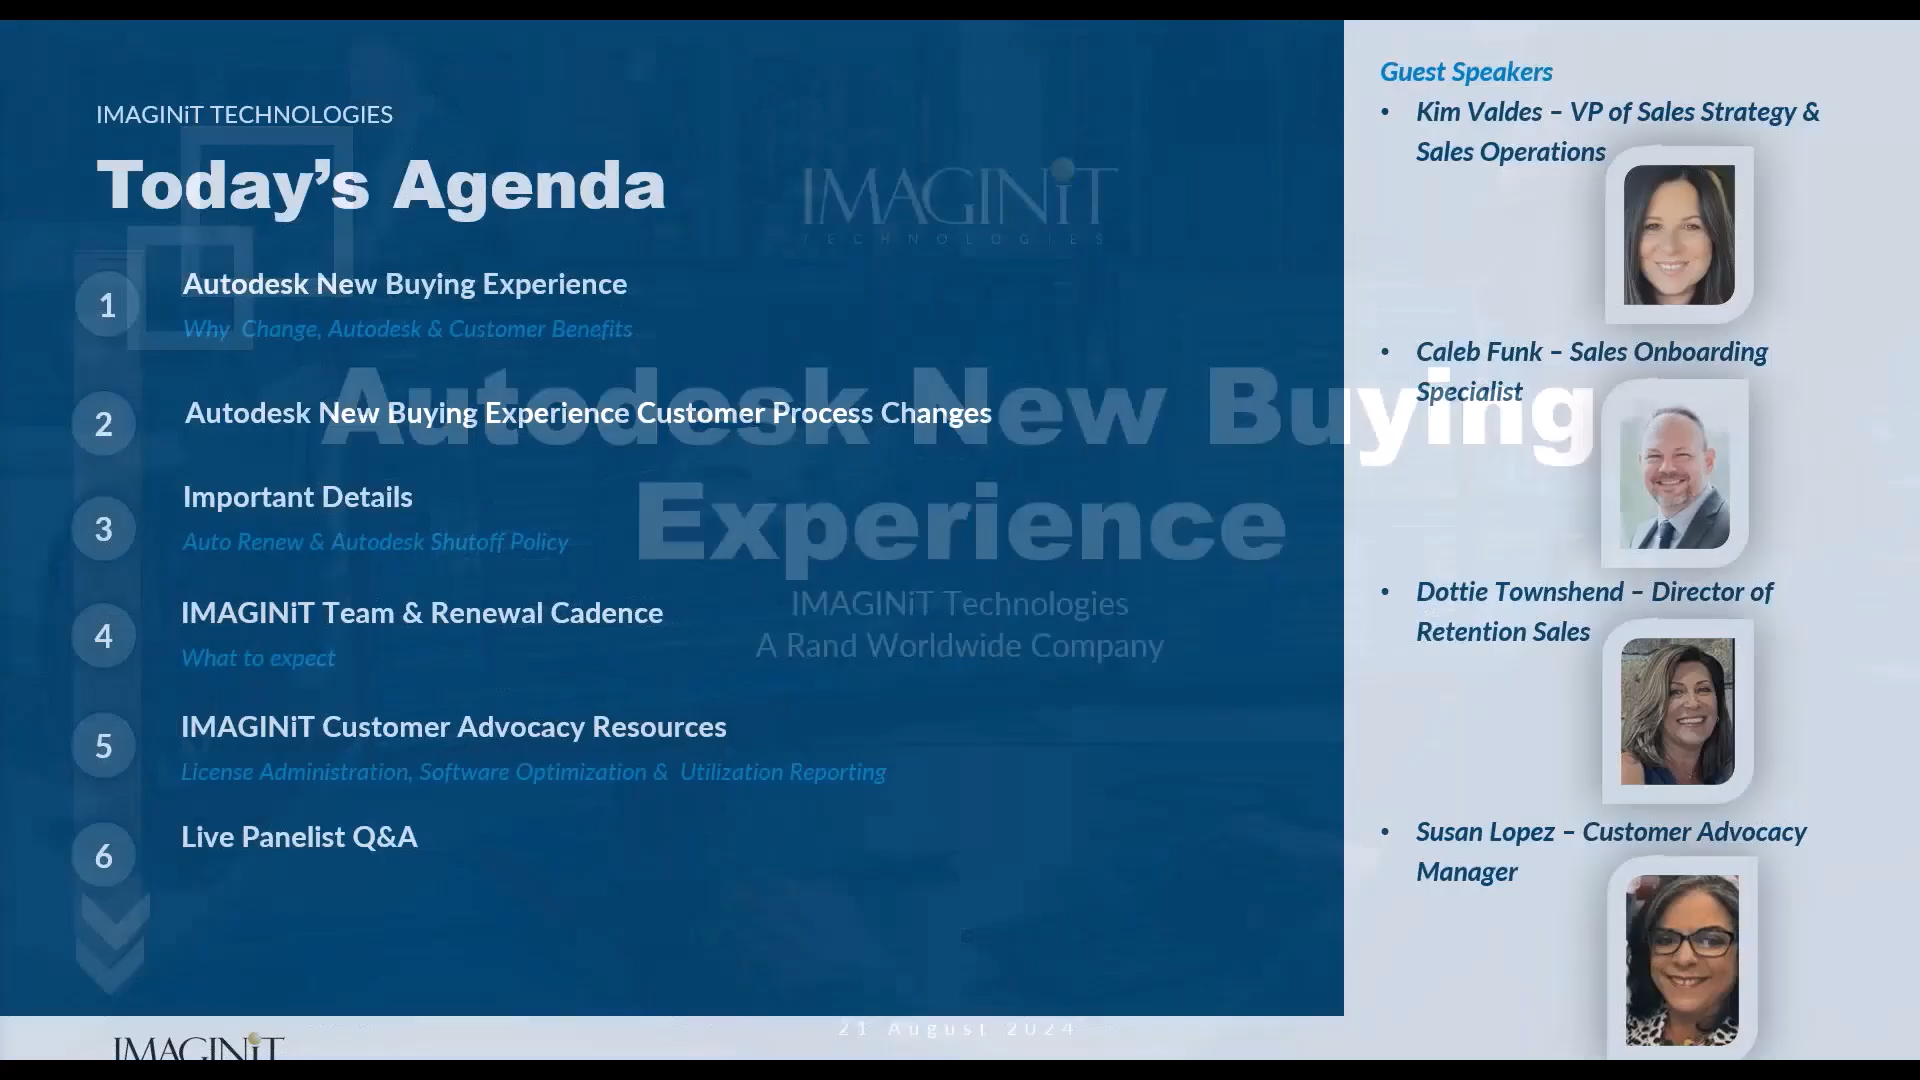 IMAGINiT TECHNOLOGIES
Today's Agenda
IMAGINiT
TECHNOLOGIES
1
Autodesk New Buying Experience
Why  Change, Autodesk & Customer Benefits
2
Autodesk New Buying Experience Customer Process Changes
3
Important Details
Auto Renew & Autodesk Shutoff Policy
4
IMAGINiT Team & Renewal Cadence
What to expect
5
IMAGINiT Customer Advocacy Resources
License Administration, Software Optimization &  Utilization Reporting
6
Live Panelist Q&A
Autodesk New Buying
Experience
IMAGINiT Technologies
A Rand Worldwide Company
21 August 2024
IMAGINiT
Guest Speakers
• Kim Valdes – VP of Sales Strategy &
Sales Operations
• Caleb Funk – Sales Onboarding
Specialist
• Dottie Townshend – Director of
Retention Sales
• Susan Lopez – Customer Advocacy
Manager